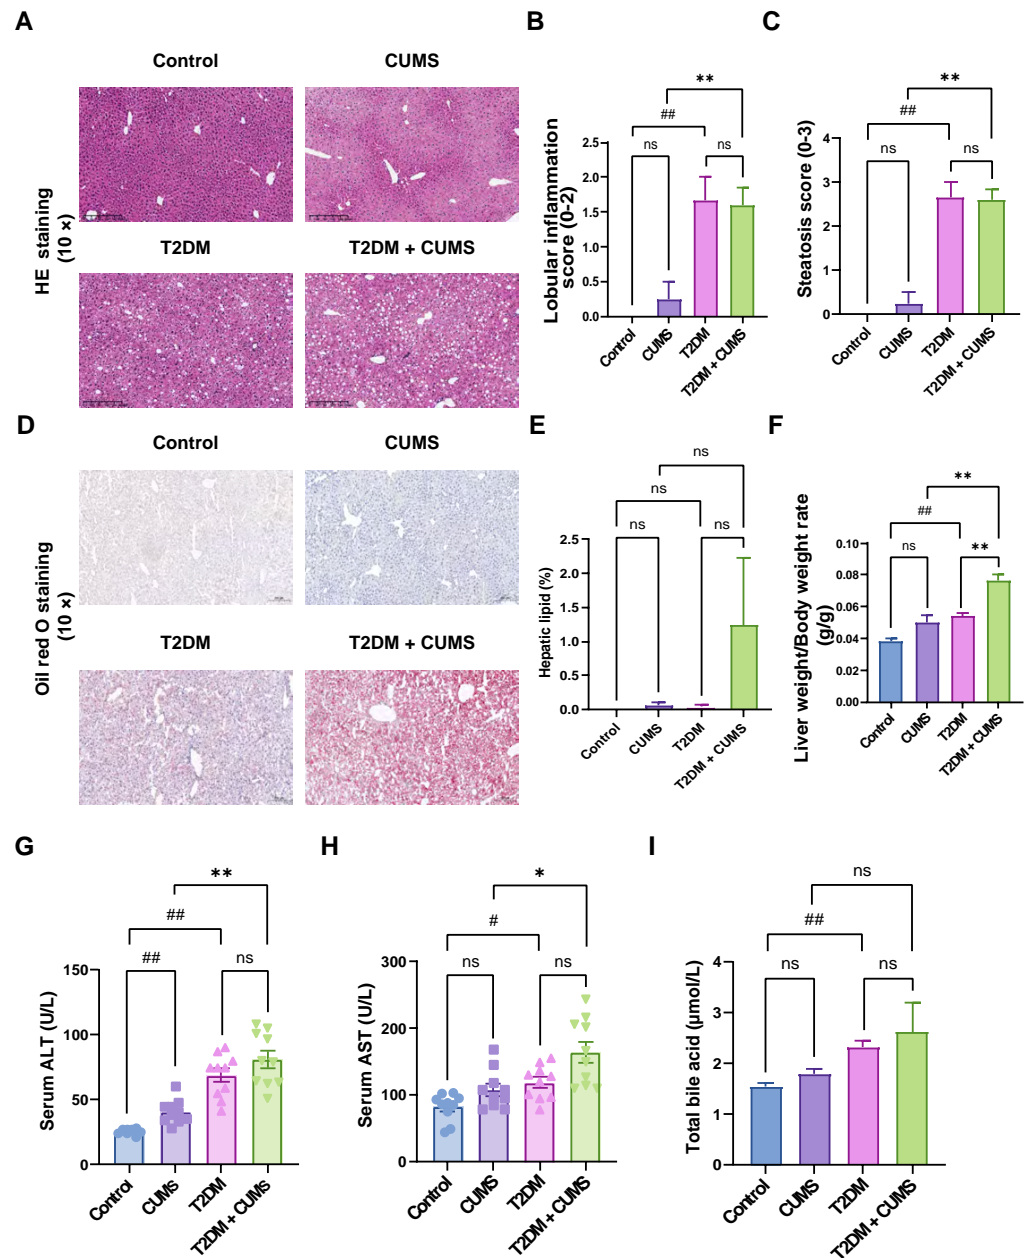 A
Control
CUMS
HE staining
(10 ×)
T2DM
T2DM + CUMS
B
**
##
ns
ns
Lobular inflammation
score (0-2)
2.5
2.0
1.5
1.0
0.5
0.0
Control
CUMS
T2DM
T2DM + CUMS
C
**
##
ns
ns
Steatosis score (0-3)
4
3
2
1
0
Control
CUMS
T2DM
T2DM + CUMS
D
Control
CUMS
Oil red O staining
(10 ×)
T2DM
T2DM + CUMS
E
ns
ns
ns
ns
Hepatic lipid (%)
2.5
2.0
1.5
1.0
0.5
0.0
Control
CUMS
T2DM
T2DM + CUMS
F
**
##
ns
**
Liver weight/Body weight rate
(g/g)
0.10
0.08
0.06
0.04
0.02
0.00
Control
CUMS
T2DM
T2DM + CUMS
G
**
##
##
ns
Serum ALT (U/L)
150
100
50
0
Control
CUMS
T2DM
T2DM + CUMS
H
*
#
ns
ns
Serum AST (U/L)
300
200
100
0
Control
CUMS
T2DM
T2DM + CUMS
I
ns
##
ns
ns
Total bile acid (μmol/L)
4
3
2
1
0
Control
CUMS
T2DM
T2DM + CUMS